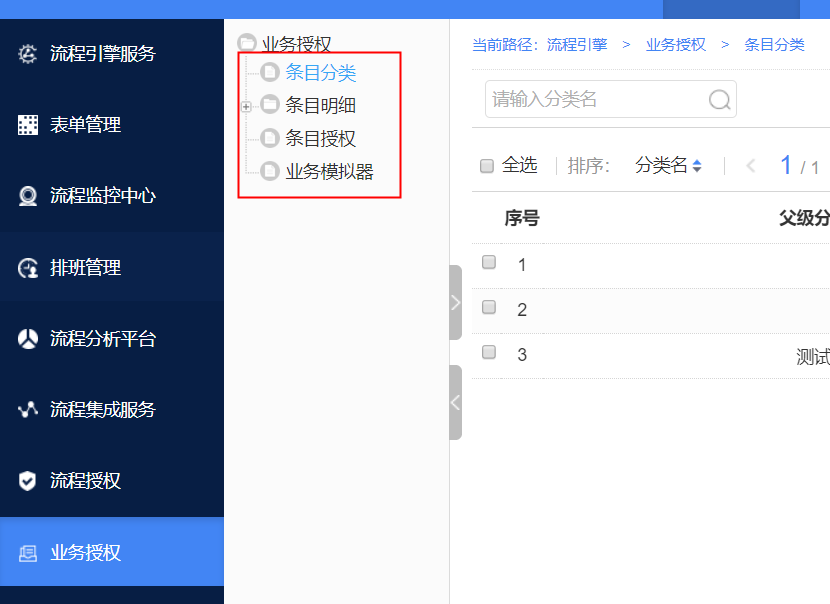 流程引擎服务
表单管理
流程监控中心
排班管理
流程分析平台
流程集成服务
流程授权
业务授权
业务授权
条目分类
条目明细
条目授权
业务模拟器
当前路径：流程引擎 > 业务授权 > 条目分类
请输入分类名
全选 排序： 分类名 1 / 1
序号 父级分
1
2
3 测试